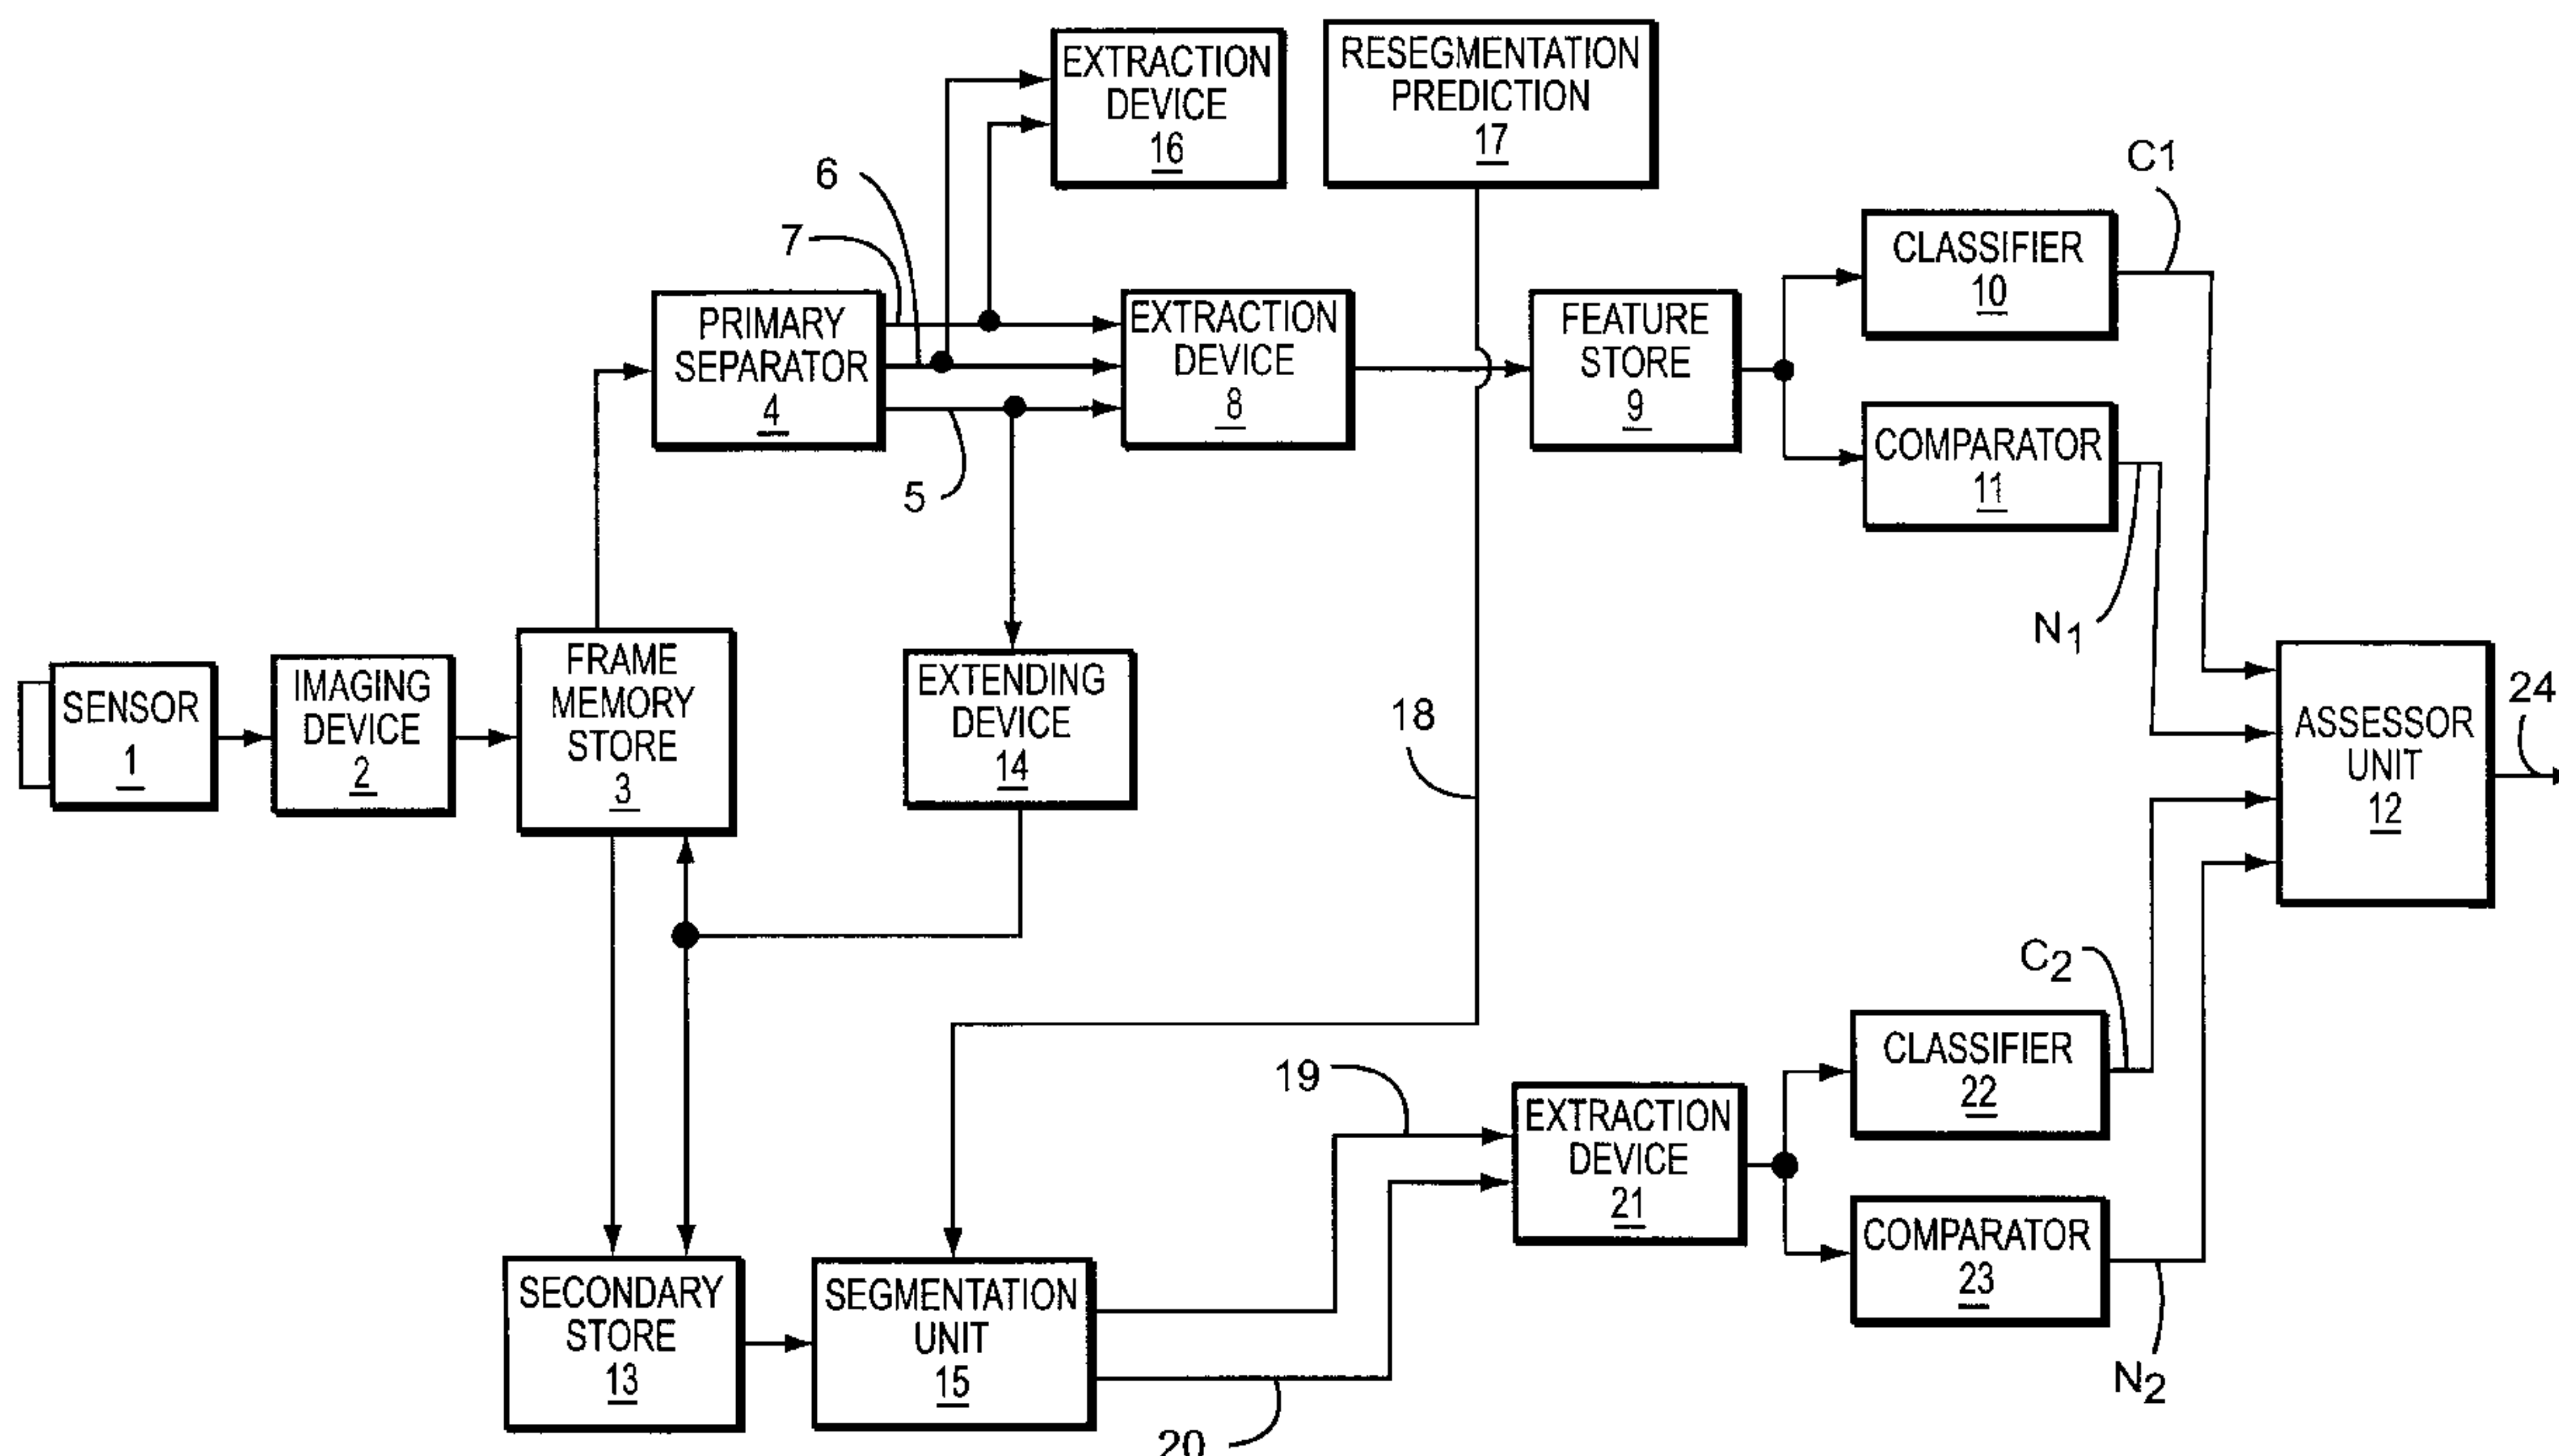 EXTRACTION
DEVICE
16
RESEGMENTATION
PREDICTION
17
6
7
C1
CLASSIFIER
10
PRIMARY
SEPARATOR
4
EXTRACTION
DEVICE
8
FEATURE
STORE
9
COMPARATOR
11
5
N1
SENSOR
1
IMAGING
DEVICE
2
FRAME
MEMORY
STORE
3
EXTENDING
DEVICE
14
18
ASSESSOR
UNIT
12
24
C2
CLASSIFIER
22
19
EXTRACTION
DEVICE
21
COMPARATOR
23
SECONDARY
STORE
13
SEGMENTATION
UNIT
15
N2
20